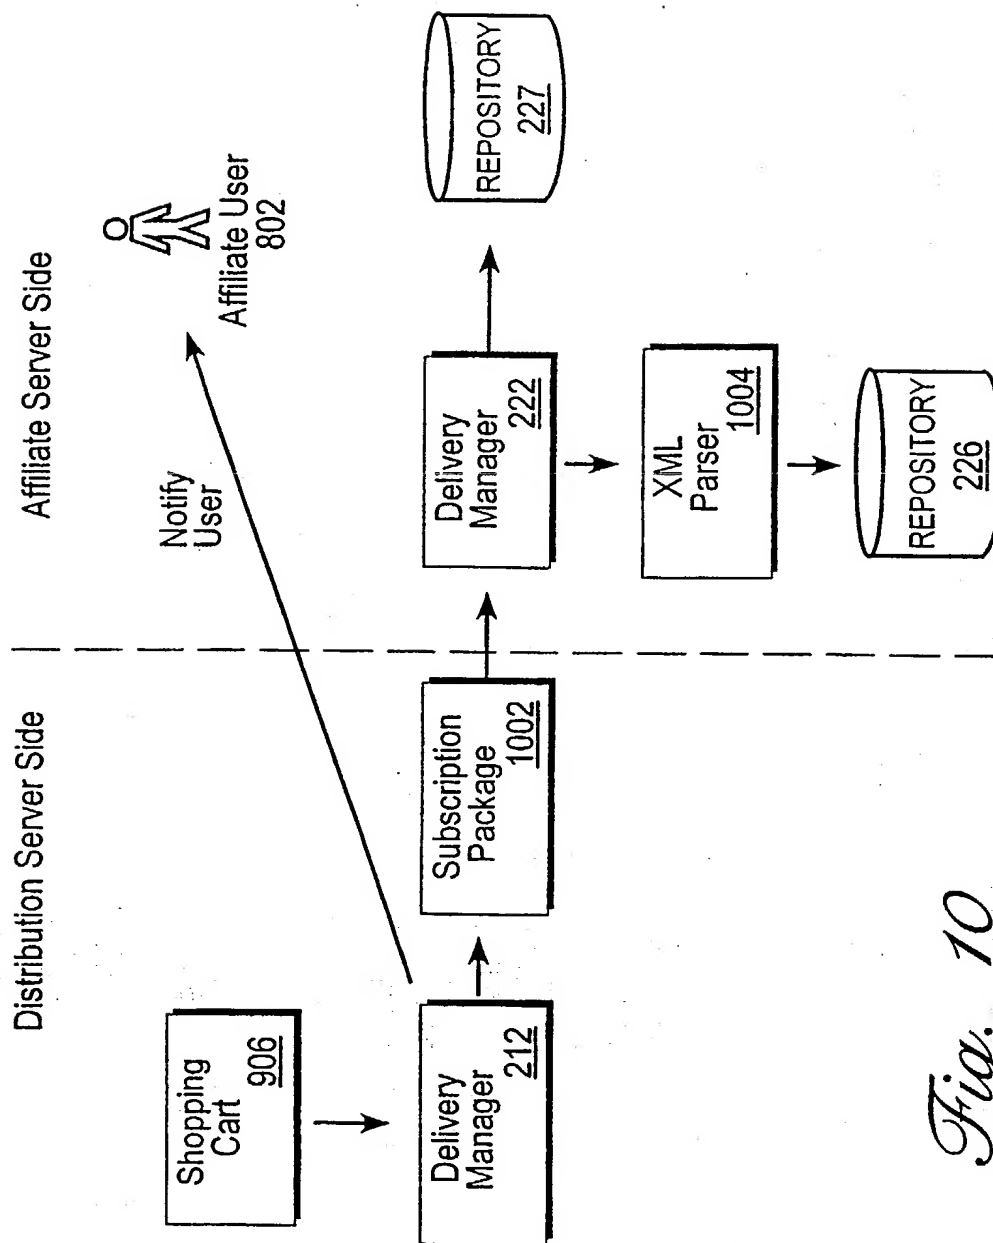 Distribution Server Side
Affiliate Server Side
Shopping
Cart
906
Notify
User
Affiliate User
802
Delivery
Manager
212
Subscription
Package
1002
Delivery
Manager
222
REPOSITORY
227
XML
Parser
1004
REPOSITORY
226
Fig. 10